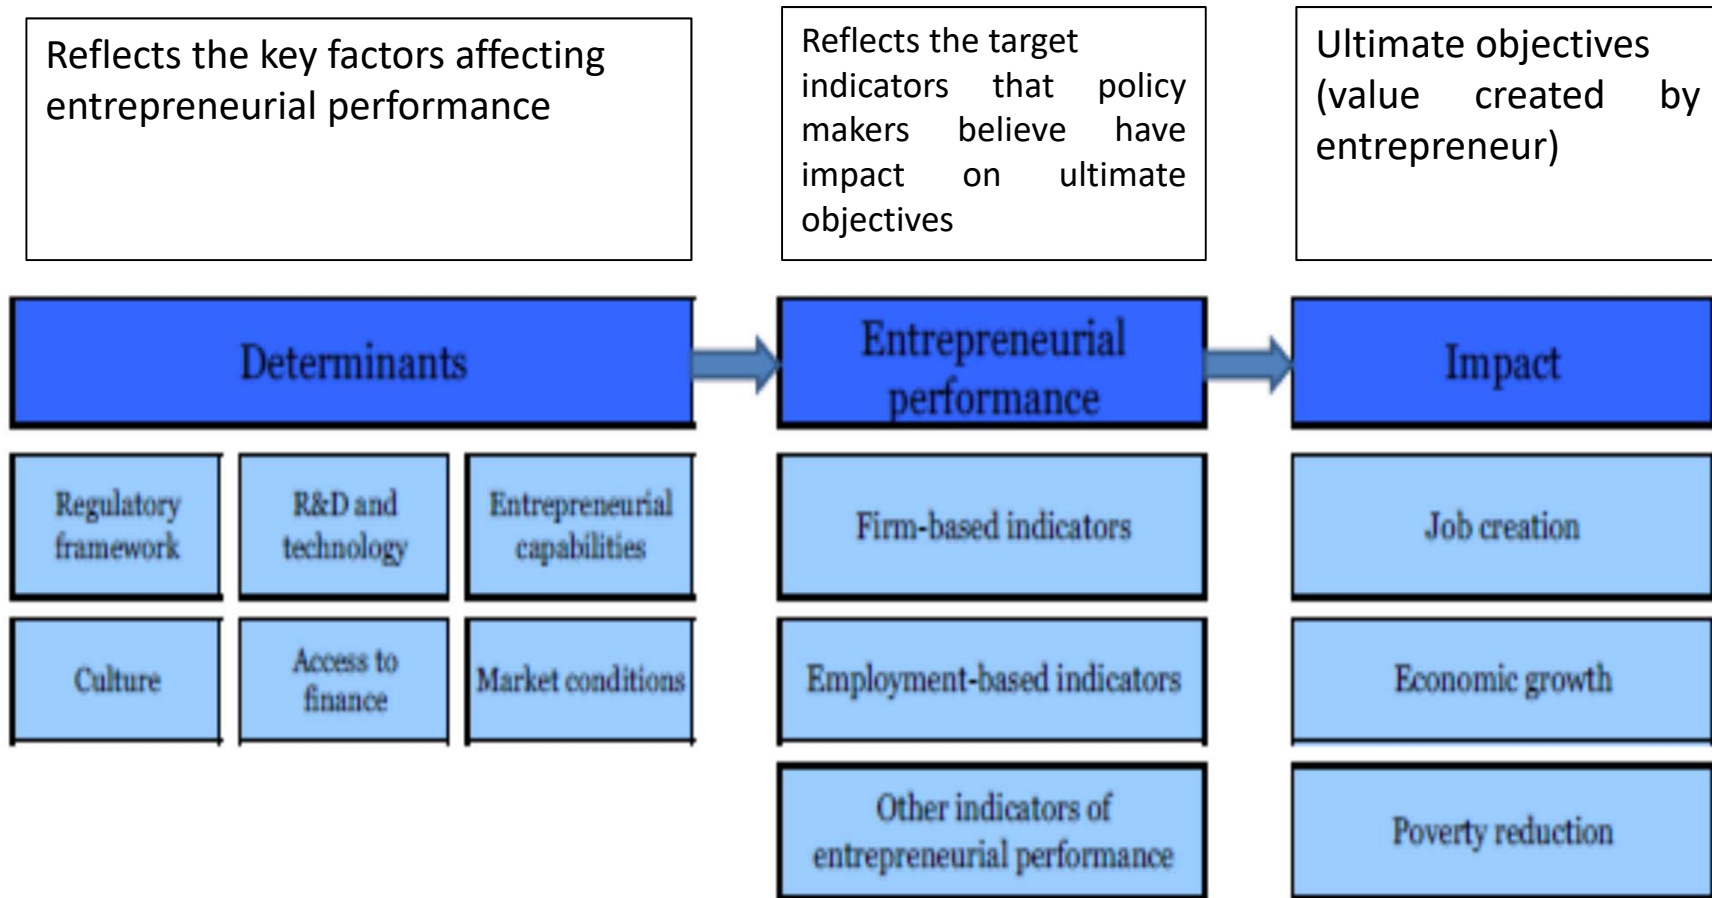 Reflects the key factors affecting
entrepreneurial performance
Reflects the target
indicators that policy
makers believe have
impact on ultimate
objectives
Ultimate objectives
(value created by
entrepreneur)
Determinants
Entrepreneurial
performance
Impact
Regulatory
framework
R&D and
technology
Entrepreneurial
capabilities
Firm-based indicators
Job creation
Culture
Access to
finance
Market conditions
Employment-based indicators
Economic growth
Other indicators of
entrepreneurial performance
Poverty reduction